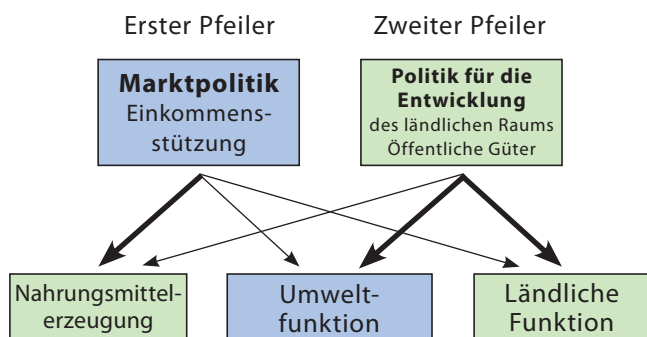 Erster Pfeiler
Zweiter Pfeiler
Marktpolitik
Einkommens-
stützung
Politik für die
Entwicklung
des ländlichen Raums
Öffentliche Güter
Nahrungsmittel-
erzeugung
Umwelt-
funktion
Ländliche
Funktion